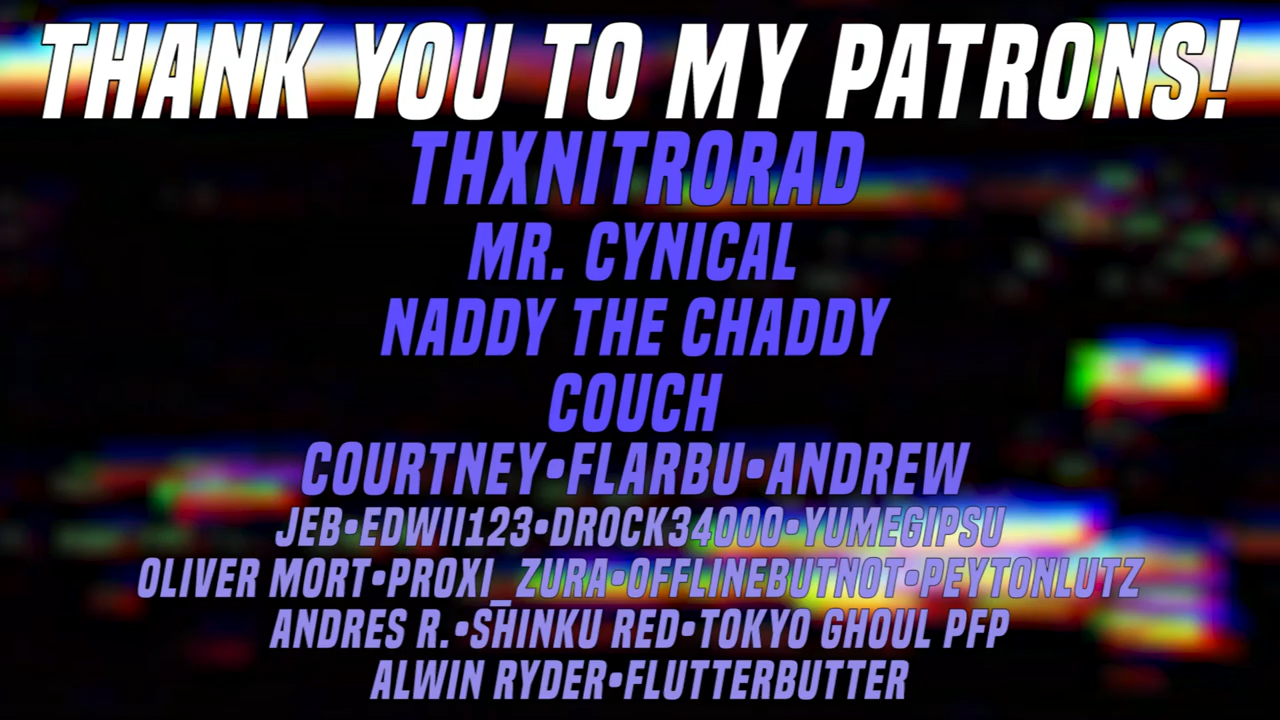 THANK YOU TO MY PATRONS!
THXNITRORAD
MR. CYNICAL
NADDY THE CHADDY
COUCH
COURTNEY•FLARBU•ANDREW
JEB•EDWII123•DROCK34000•YUMEGIPSU
OLIVER MORT•PROXI_ZURA•OFFLINEBUTNOT•PEYTONLUTZ
ANDRES R.•SHINKU RED•TOKYO GHOUL PFP
ALWIN RYDER•FLUTTERBUTTER